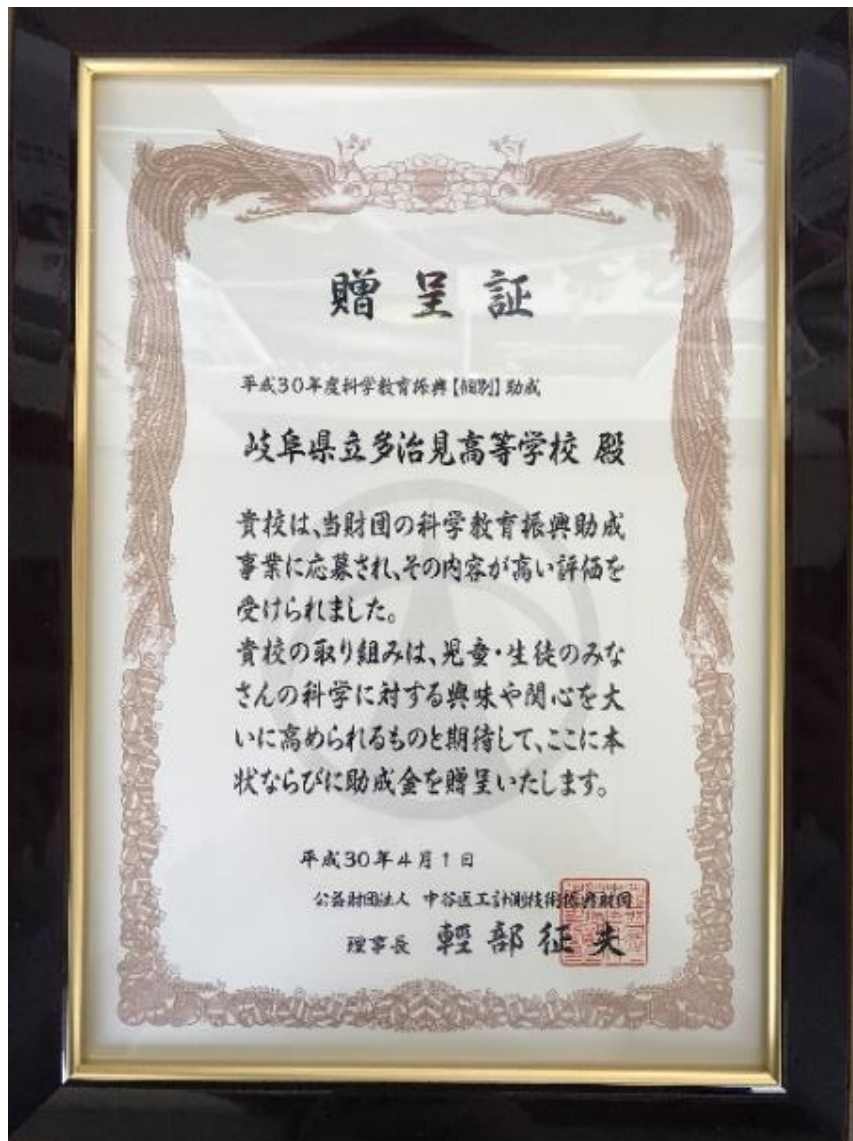 贈呈証
平成30年度科学教育振興【個別】助成
岐阜県立多治見高等学校 殿
貴校は、当財団の科学教育振興助成
事業に応募され、その内容が高い評価を
受けられました。
貴校の取り組みは、児童・生徒のみな
さんの科学に対する興味や関心を大
いに高められるものと期待して、ここに本
状ならびに助成金を贈呈いたします。
平成30年4月1日
公益財団法人 中谷医工計測技術振興財団
理事長 軽部征夫